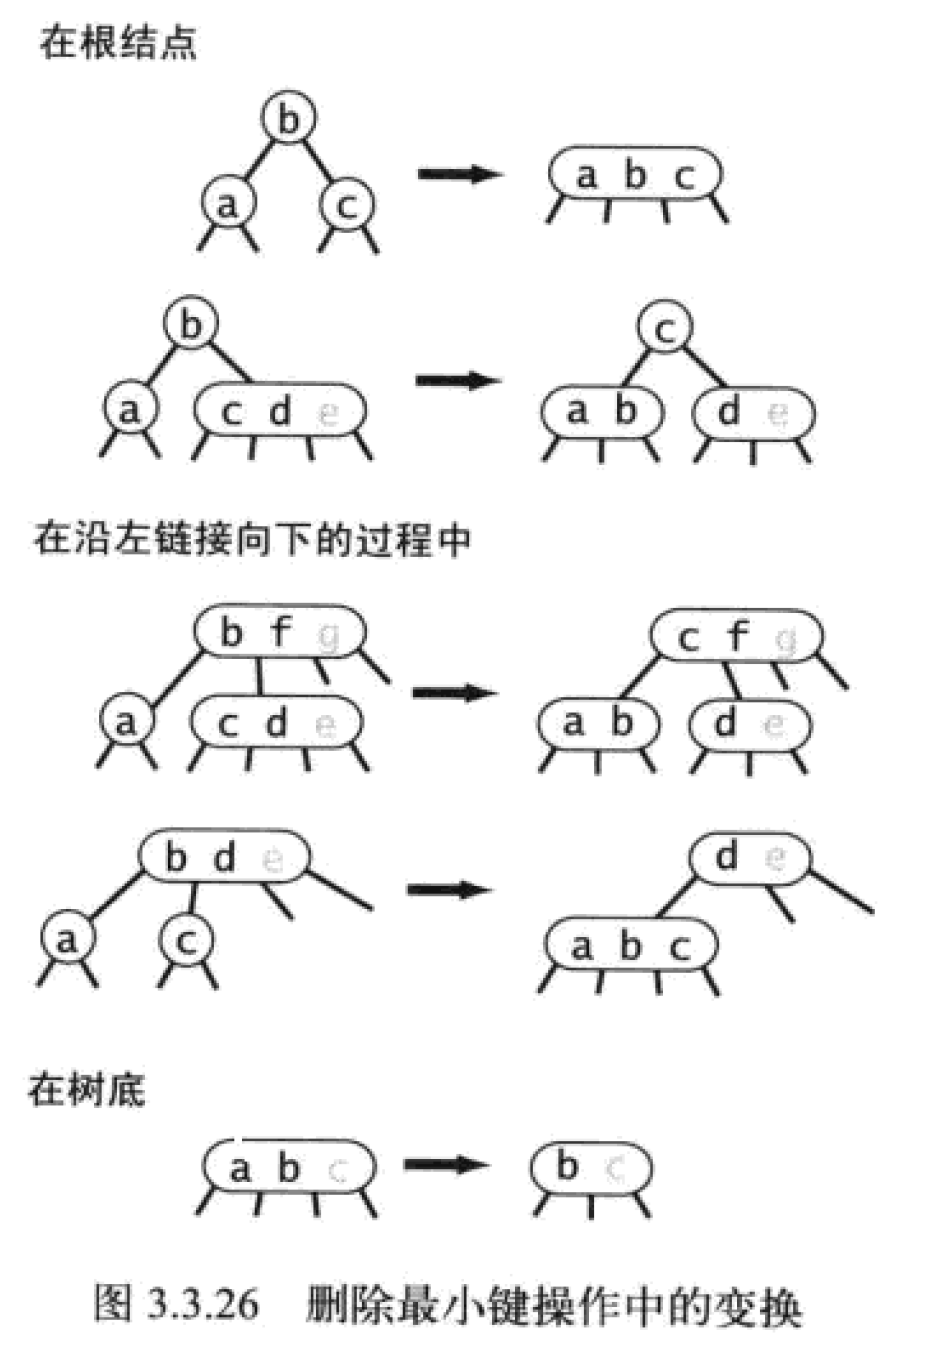 在根结点
b
a c
a b c
b
a c d e
c
a b d e
在沿左链接向下的过程中
b f g
a c d e
c f g
a b d e
b d e
a c
d e
a b c
在树底
a b c
b c
图 3.3.26 删除最小键操作中的变换